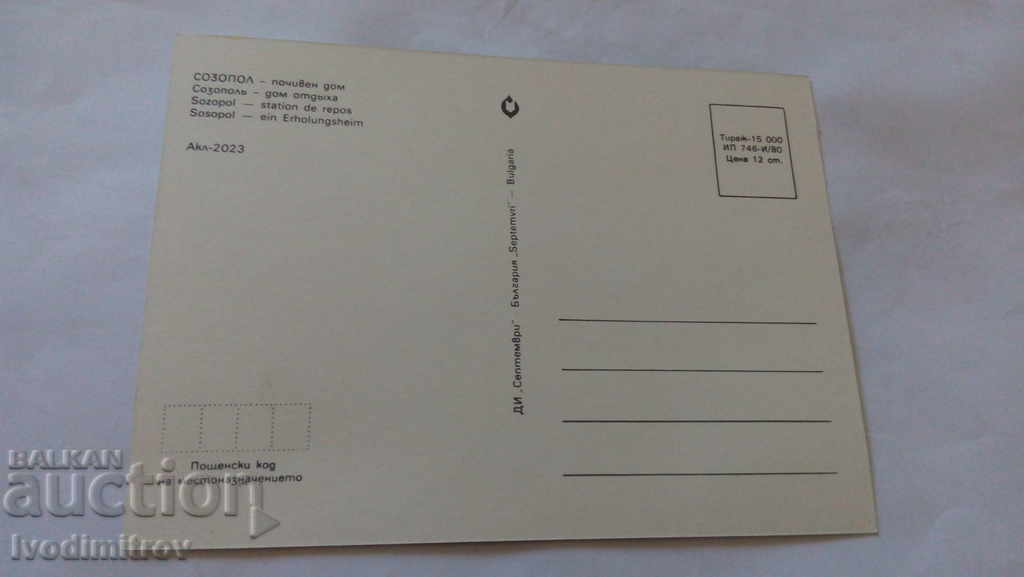 СОЗОПОЛ – почивен дом
Созополь – дом отдыха
Sozopol — station de repos
Sosopol — ein Erholungsheim
Акл-2023
ДИ „Септември" България „Septemvri" – Bulgaria
Тираж-15 000
ИП 746-И/80
Цена 12 ст.
Пощенски код
на местоназначението
BALKAN
auction
Ivodimitrov